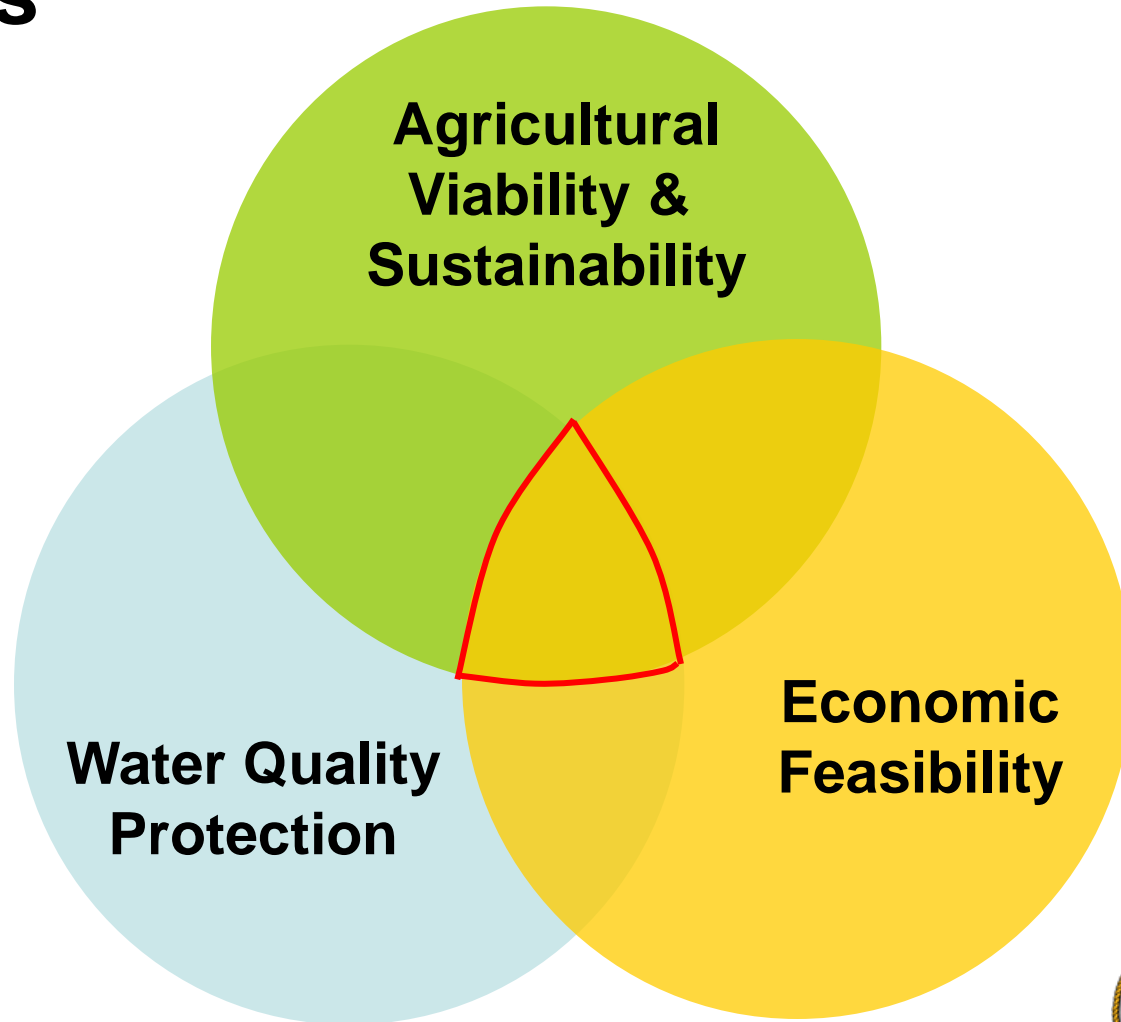 s
Agricultural
Viability &
Sustainability
Economic
Feasibility
Water Quality
Protection